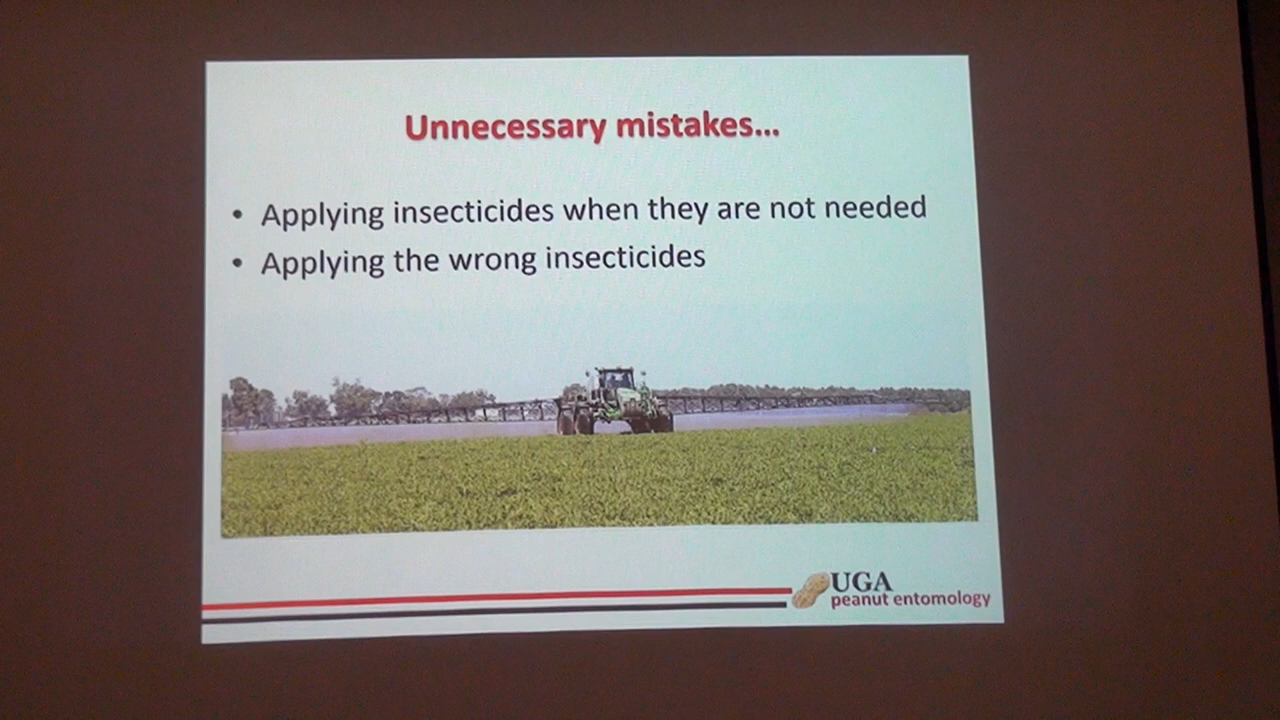 Unnecessary mistakes...
• Applying insecticides when they are not needed
• Applying the wrong insecticides
UGA
peanut entomology